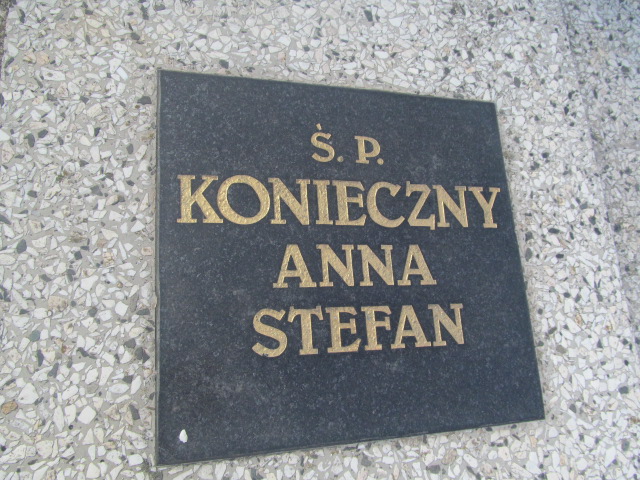 Ś. P.
KONIECZNY
ANNA
STEFAN